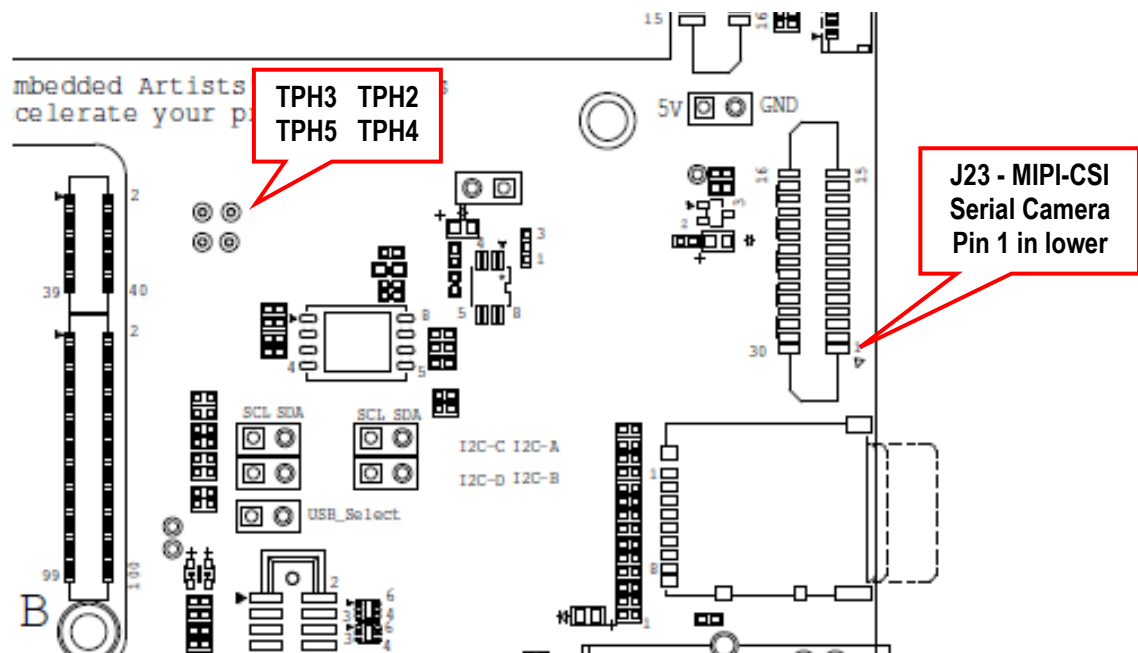 15
16
mbedded Artists
s
celerate your p
TPH3 TPH2
TPH5 TPH4
5V
GND
J23 - MIPI-CSI
Serial Camera
Pin 1 in lower
16
15
2
3
2
4
3
1
39
40
2
5
8
8
4
5
30
1
SCL SDA
SCL SDA
I2C-C I2C-A
I2C-D I2C-B
1
USB_Select
8
99
100
2
6
3
4
6
3
4
1
B